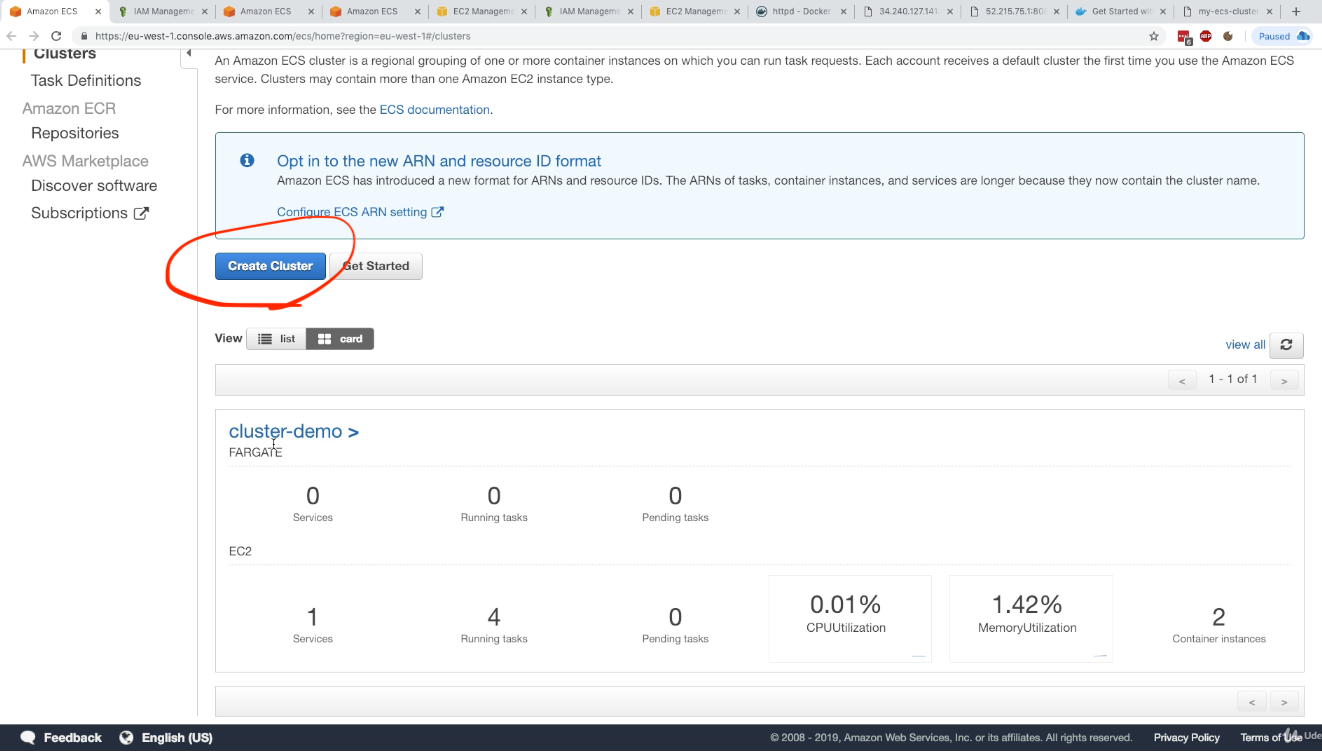 Amazon ECS
IAM Manageme
Amazon ECS
Amazon ECS
EC2 Manageme
IAM Manageme
EC2 Manageme
httpd - Docker
34.240.127.141
52.215.75.1:80
Get Started wit
my-ecs-cluster
https://eu-west-1.console.aws.amazon.com/ecs/home?region=eu-west-1#/clusters
ABP
Paused
Clusters
Task Definitions
Amazon ECR
Repositories
AWS Marketplace
Discover software
Subscriptions
An Amazon ECS cluster is a regional grouping of one or more container instances on which you can run task requests. Each account receives a default cluster the first time you use the Amazon ECS
service. Clusters may contain more than one Amazon EC2 instance type.
For more information, see the ECS documentation.
Opt in to the new ARN and resource ID format
Amazon ECS has introduced a new format for ARNs and resource IDs. The ARNs of tasks, container instances, and services are longer because they now contain the cluster name.
Configure ECS ARN setting
Create Cluster
Get Started
View list card
view all
< 1 - 1 of 1 >
cluster-demo >
FARGATE
0 0 0
Services Running tasks Pending tasks
EC2
1 4 0 0.01% 1.42% 2
Services Running tasks Pending tasks CPUUtilization MemoryUtilization Container instances
< >
Feedback English (US)
© 2008 - 2019, Amazon Web Services, Inc. or its affiliates. All rights reserved. Privacy Policy Terms of Use